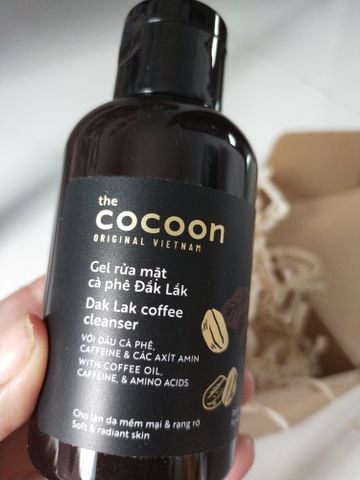 the
cocoon
ORIGINAL VIETNAM
Gel rửa mặt
cà phê Đắk Lắk
Dak Lak coffee
cleanser
VỚI DẦU CÀ PHÊ,
CAFFEINE & CÁC AXÍT AMIN
WITH COFFEE OIL,
CAFFEINE, & AMINO ACIDS
Cho làn da mềm mại & rạng rỡ
Soft & radiant skin